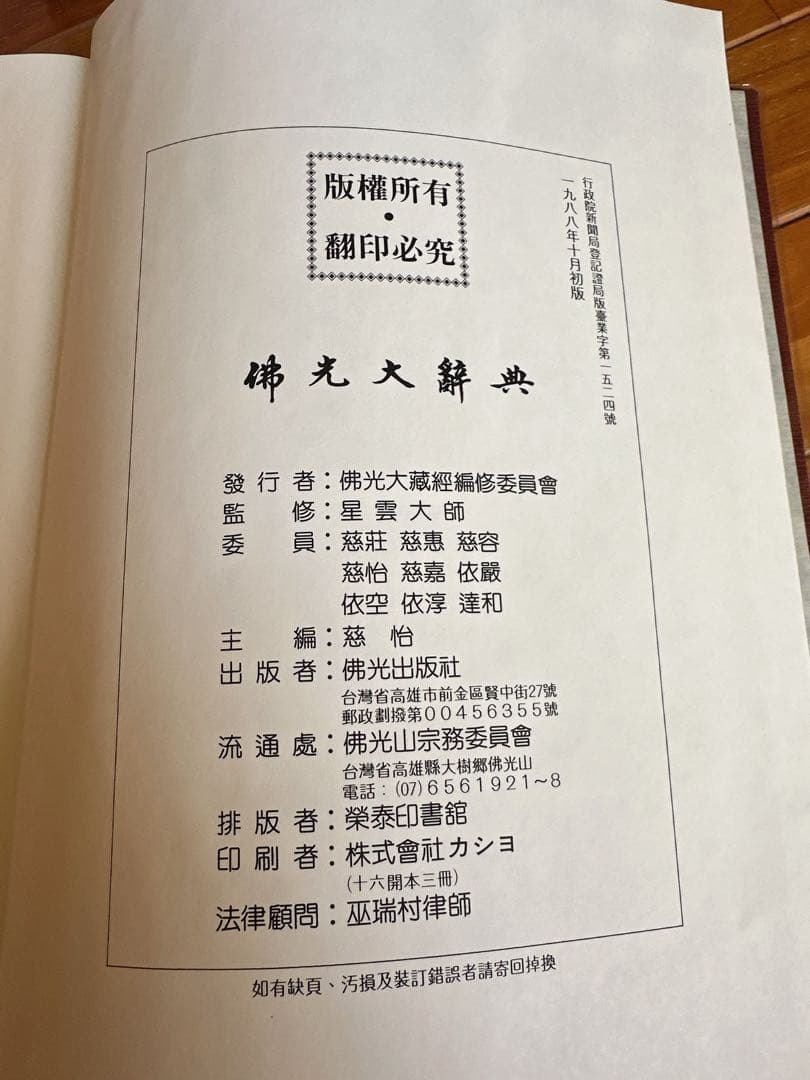 行政院新聞局登記證局版臺業字第一五二四號
一九八八年十月初版
版權所有
•
翻印必究
佛光大辭典
發行者：佛光大藏經編修委員會
監修：星雲大師
委員：慈莊 慈惠 慈容
慈怡 慈嘉 依嚴
依空 依淳 達和
主編：慈怡
出版者：佛光出版社
台灣省高雄市前金區賢中街27號
郵政劃撥第00456355號
流通處：佛光山宗務委員會
台灣省高雄縣大樹鄉佛光山
電話：(07)6561921～8
排版者：榮泰印書舘
印刷者：株式會社カシヨ
(十六開本三冊)
法律顧問：巫瑞村律師
如有缺頁、汚損及裝訂錯誤者請寄回掉換